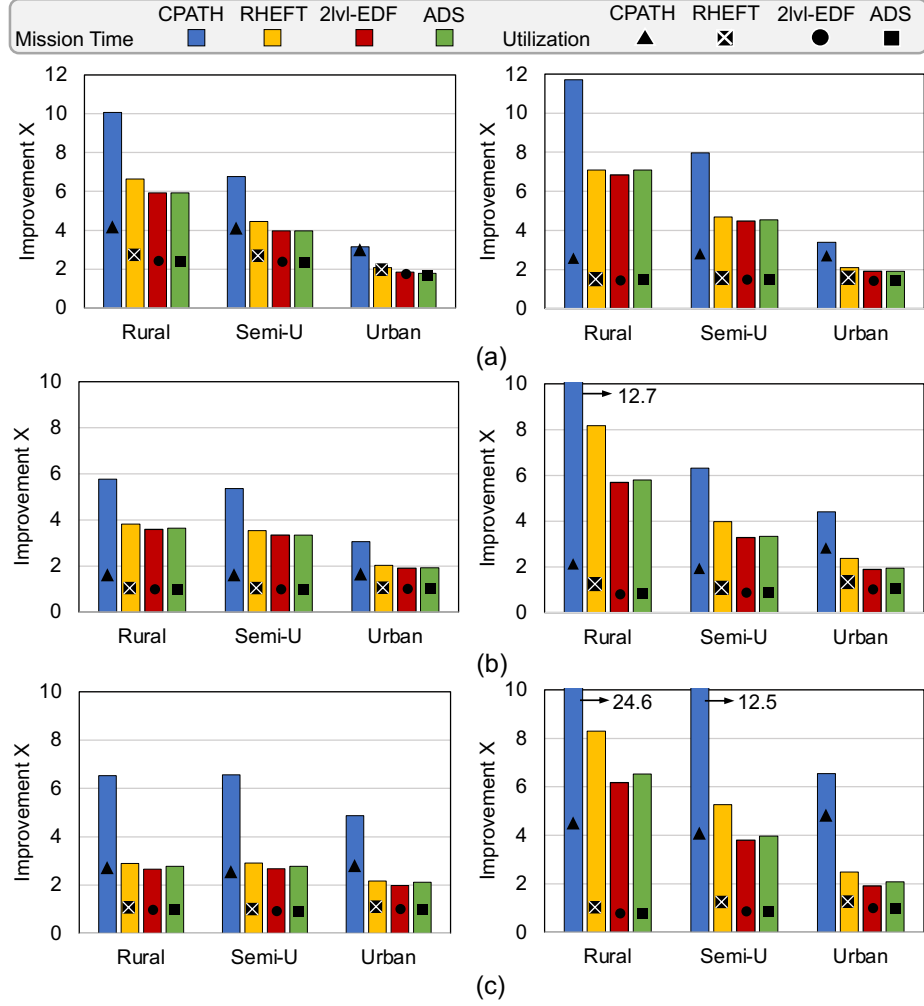 CPATH RHEFT 2lvl-EDF ADS CPATH RHEFT 2lvl-EDF ADS
Mission Time Utilization
Improvement X
12
10
8
6
4
2
0
Rural Semi-U Urban
Improvement X
12
10
8
6
4
2
0
Rural Semi-U Urban
(a)
Improvement X
10
8
6
4
2
0
Rural Semi-U Urban
Improvement X
10
8
6
4
2
0
12.7
Rural Semi-U Urban
(b)
Improvement X
10
8
6
4
2
0
Rural Semi-U Urban
Improvement X
10
8
6
4
2
0
24.6 12.5
Rural Semi-U Urban
(c)